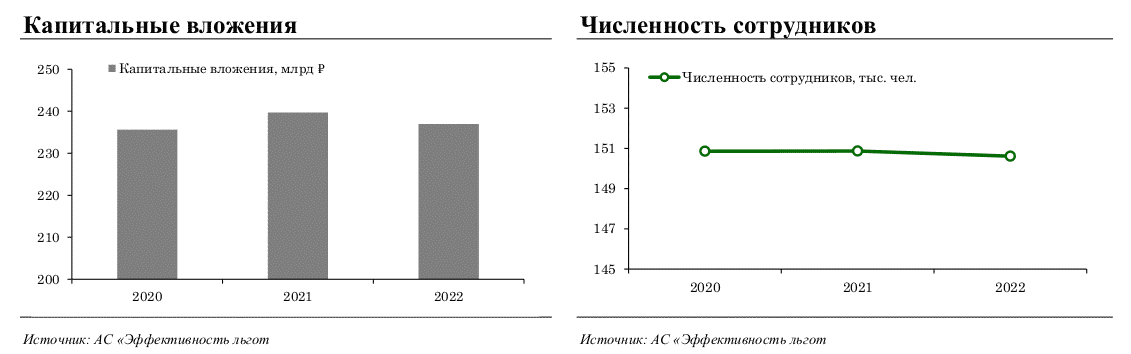 Капитальные вложения
Капитальные вложения, млрд ₽
250
240
230
220
210
200
2020 2021 2022
Источник: АС «Эффективность льгот
Численность сотрудников
Численность сотрудников, тыс. чел.
155
153
151
149
147
145
2020 2021 2022
Источник: АС «Эффективность льгот